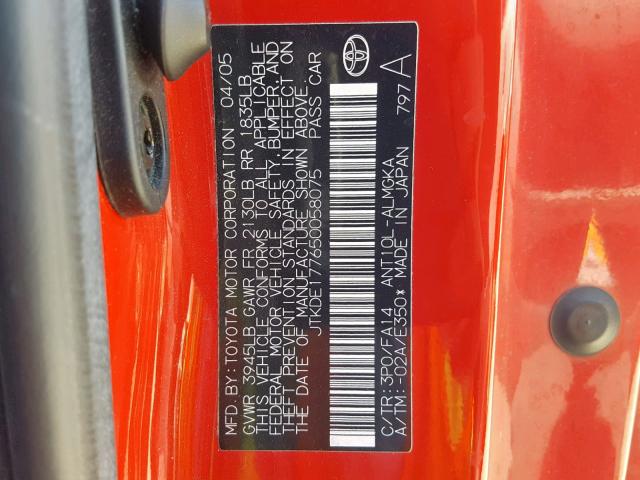 MFD BY:TOYOTA MOTOR CORPORATION 04/05
GVWR 3945LB GAWR FR 2130LB RR 1835LB
THIS VEHICLE CONFORMS TO ALL APPLICABLE
FEDERAL MOTOR VEHICLE SAFETY,BUMPER,AND
THEFT PREVENTION STANDARDS IN EFFECT ON
THE DATE OF MANUFACTURE SHOWN ABOVE.
JTKDE177650058075 PASS CAR
C/TR:3P0/FA14 ANT10L-ALMGKA
A/TM:-02A/E350* MADE IN JAPAN 797 A